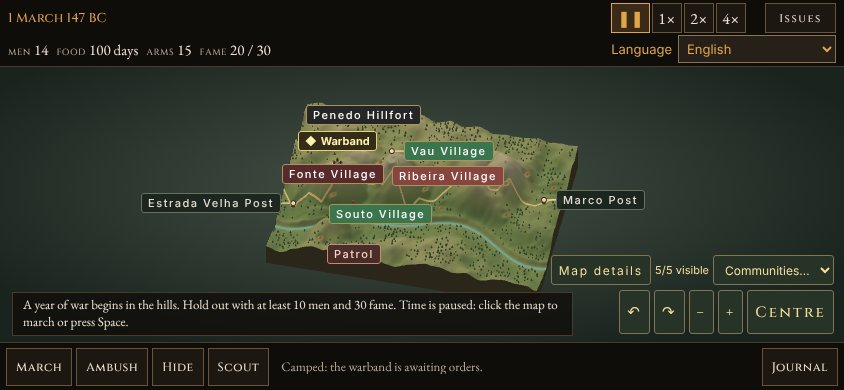 1 March 147 BC
❚❚ 1× 2× 4× Issues
MEN 14 FOOD 100 days ARMS 15 FAME 20 / 30
Language English
Penedo Hillfort
◆ Warband
Vau Village
Fonte Village
Ribeira Village
Estrada Velha Post
Marco Post
Souto Village
Patrol
Map details 5/5 visible Communities...
A year of war begins in the hills. Hold out with at least 10 men and 30 fame. Time is paused: click the map to
march or press Space.
↶ ↷ − + Centre
March Ambush Hide Scout Camped: the warband is awaiting orders. Journal